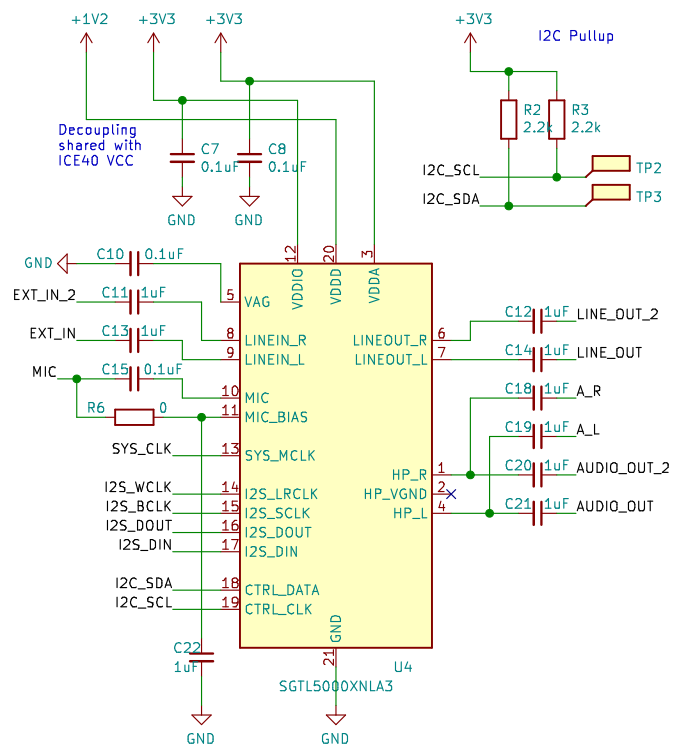 +1V2 +3V3 +3V3 +3V3
I2C Pullup
Decoupling
shared with
ICE40 VCC
C7
0.1uF
C8
0.1uF
GND
GND
R2
2.2k
R3
2.2k
I2C_SCL
TP2
I2C_SDA
TP3
12
VDDIO
20
VDDD
3
VDDA
GND
C10 0.1uF
5 VAG
EXT_IN_2 C11 1uF
8 LINEIN_R
EXT_IN C13 1uF
9 LINEIN_L
MIC C15 0.1uF
10 MIC
R6 0
11 MIC_BIAS
SYS_CLK
13 SYS_MCLK
I2S_WCLK
14 I2S_LRCLK
I2S_BCLK
15 I2S_SCLK
I2S_DOUT
16 I2S_DOUT
I2S_DIN
17 I2S_DIN
I2C_SDA
18 CTRL_DATA
I2C_SCL
19 CTRL_CLK
LINEOUT_R 6
C12 1uF LINE_OUT_2
LINEOUT_L 7
C14 1uF LINE_OUT
C18 1uF A_R
C19 1uF A_L
HP_R 1
C20 1uF AUDIO_OUT_2
HP_VGND 2
HP_L 4
C21 1uF AUDIO_OUT
GND
21
C22
1uF
U4
SGTL5000XNLA3
GND
GND